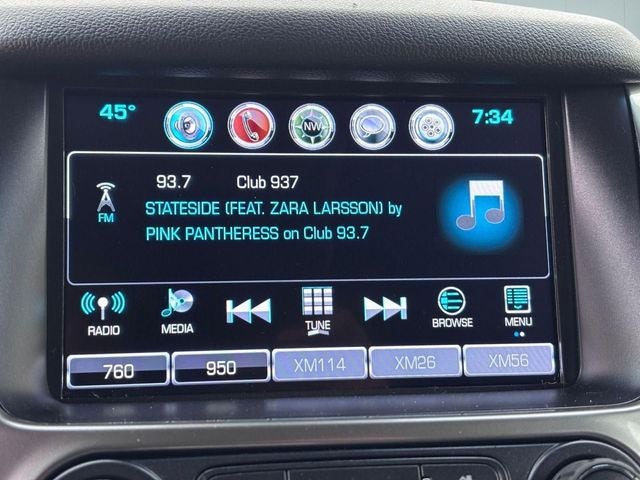 45° NW 7:34
93.7 Club 937
FM
STATESIDE (FEAT. ZARA LARSSON) by
PINK PANTHERESS on Club 93.7
RADIO MEDIA TUNE BROWSE MENU
760 950 XM114 XM26 XM56